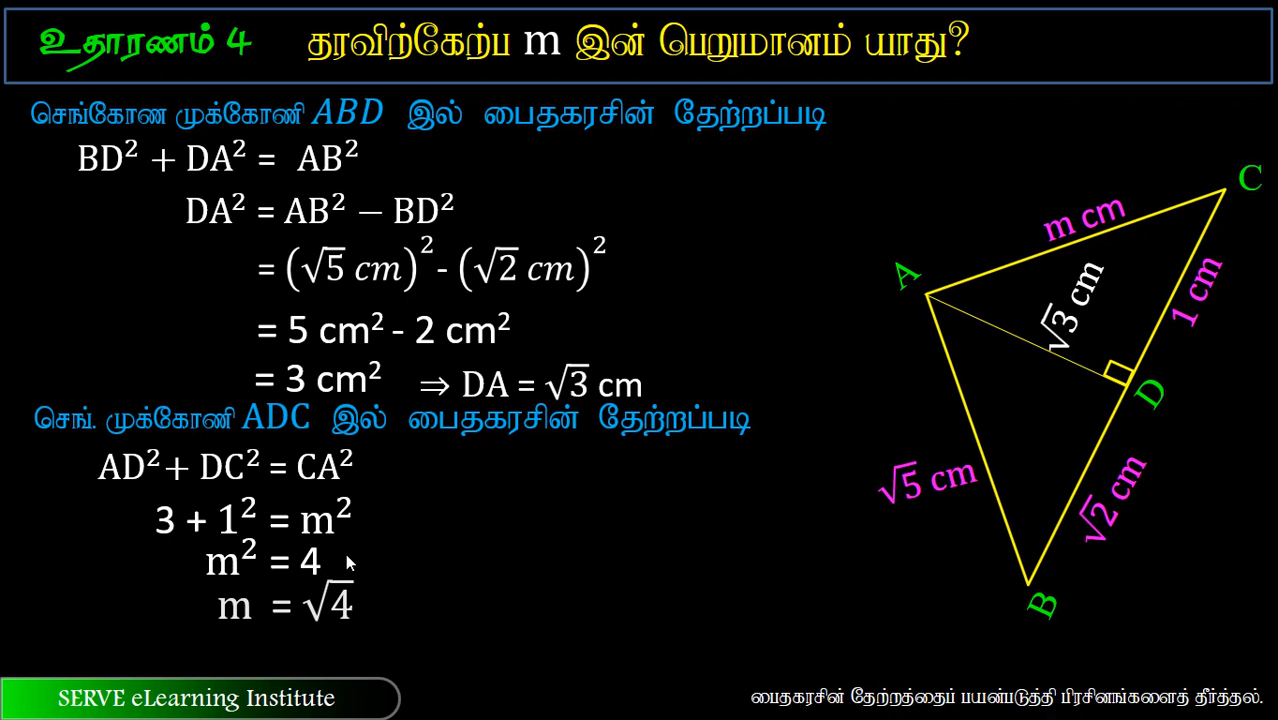 உதாரணம் 4 தரவிற்கேற்ப m இன் பெறுமானம் யாது?
செங்கோண முக்கோணி ABD இல் பைதகரசின் தேற்றப்படி
BD² + DA² = AB²
DA² = AB² − BD²
= (√5 cm)² - (√2 cm)²
= 5 cm² - 2 cm²
= 3 cm² ⇒ DA = √3 cm
செங். முக்கோணி ADC இல் பைதகரசின் தேற்றப்படி
AD² + DC² = CA²
3 + 1² = m²
m² = 4
m = √4
C
m cm
A
√3 cm
1 cm
D
√5 cm
√2 cm
B
SERVE eLearning Institute
பைதகரசின் தேற்றத்தைப் பயன்படுத்தி பிரசினங்களைத் தீர்த்தல்.